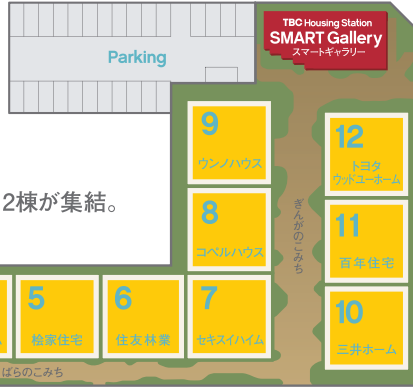 TBC Housing Station
SMART Gallery
スマートギャラリー
Parking
9
ウンノハウス
12
トヨタ
ウッドユーホーム
2棟が集結。
8
コベルハウス
ぎんがのこみち
11
百年住宅
5
桧家住宅
6
住友林業
7
セキスイハイム
10
三井ホーム
ばらのこみち